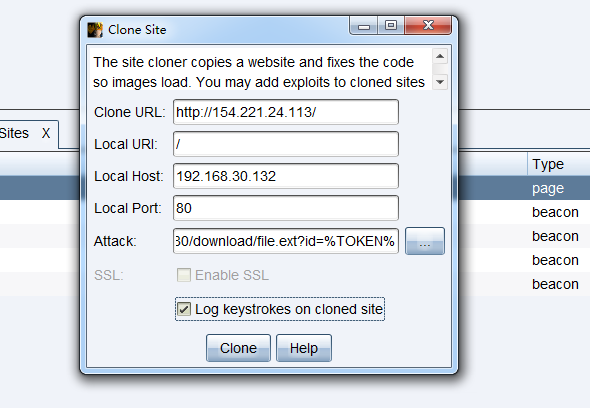 Clone Site
The site cloner copies a website and fixes the code
so images load. You may add exploits to cloned sites
Clone URL: http://154.221.24.113/
Local URI: /
Local Host: 192.168.30.132
Local Port: 80
Attack: 30/download/file.ext?id=%TOKEN% ...
SSL: Enable SSL
Log keystrokes on cloned site
Clone Help
Sites X
Type
page
beacon
beacon
beacon
beacon